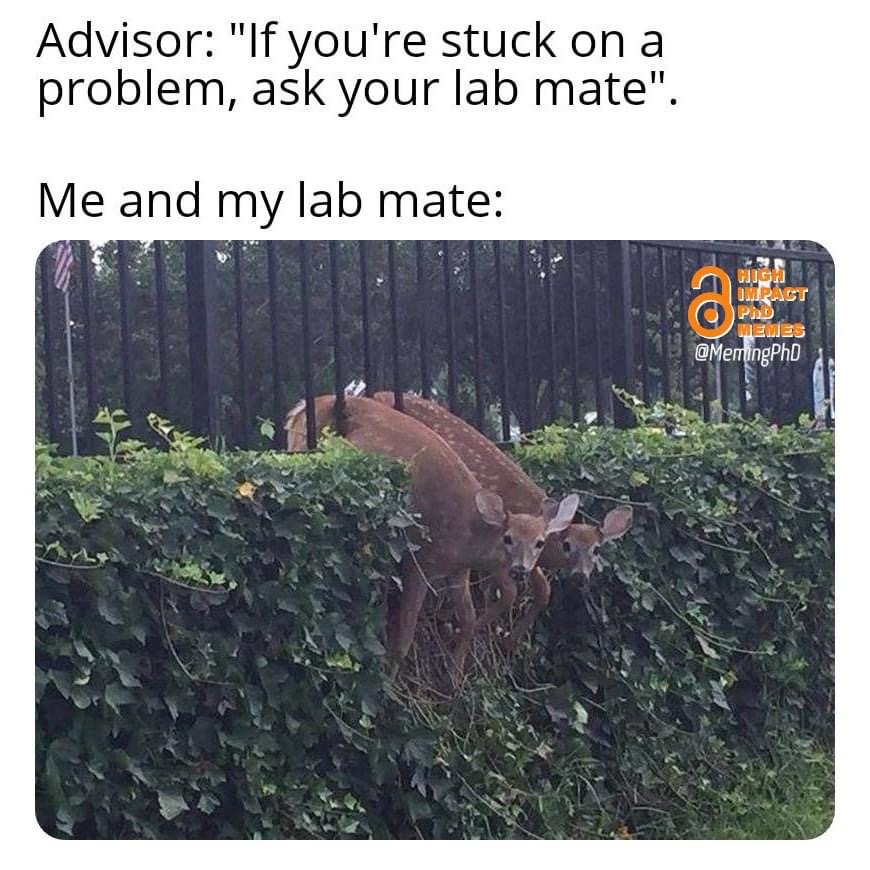 Advisor: "If you're stuck on a
problem, ask your lab mate".
Me and my lab mate:
HIGH
IMPACT
PhD
MEMES
@MemingPhD